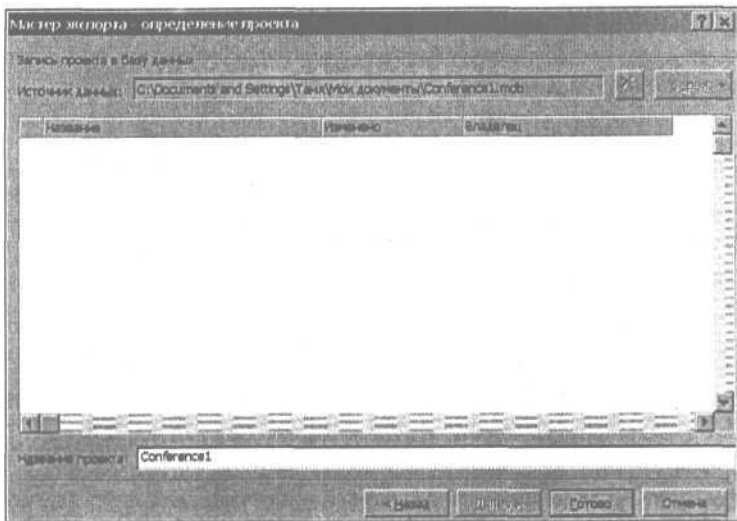 Мастер экспорта - определение проекта
Запись проекта в базу данных
Источник данных: C:\Documents and Settings\Таня\Мои документы\Conference1.mdb
Название Изменено Владелец
Название проекта: Conference1
< Назад Далее > Готово Отмена